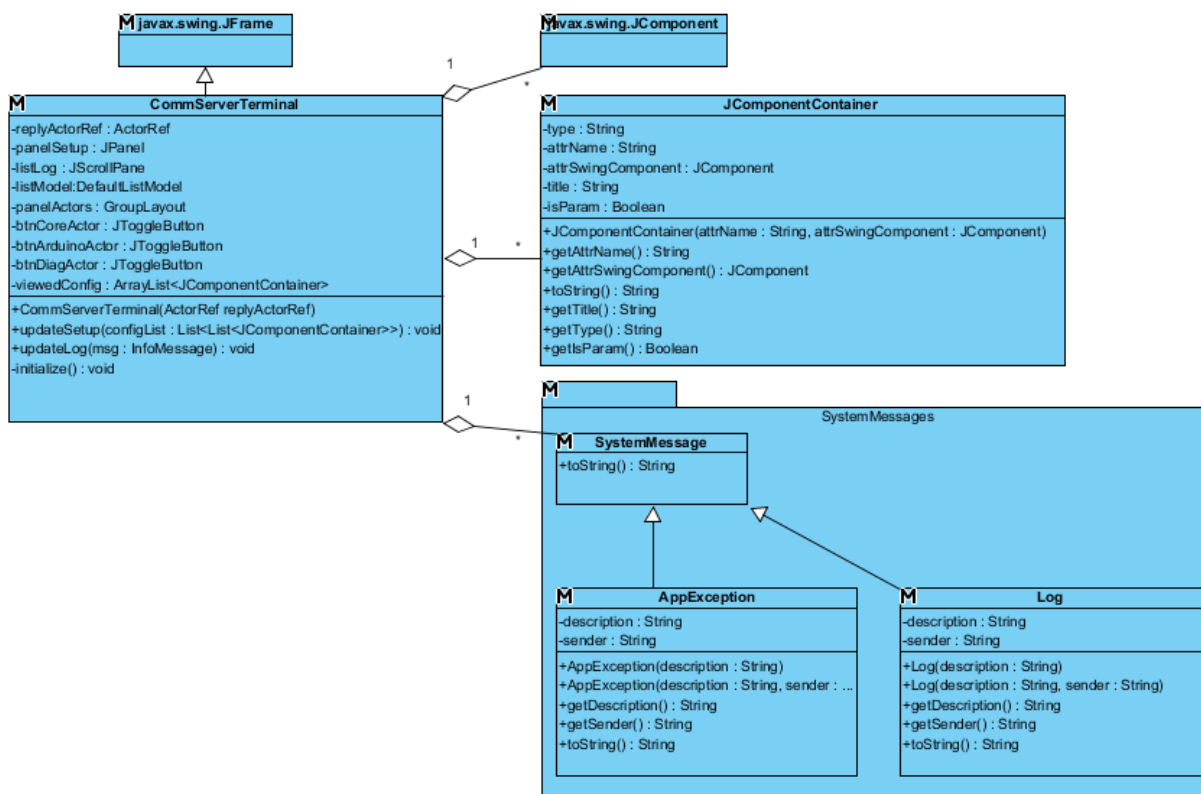 M javax.swing.JFrame
M javax.swing.JComponent
1
*
M CommServerTerminal
-replyActorRef : ActorRef
-panelSetup : JPanel
-listLog : JScrollPane
-listModel:DefaultListModel
-panelActors : GroupLayout
-btnCoreActor : JToggleButton
-btnArduinoActor : JToggleButton
-btnDiagActor : JToggleButton
-viewedConfig : ArrayList<JComponentContainer>
+CommServerTerminal(ActorRef replyActorRef)
+updateSetup(configList : List<List<JComponentContainer>>) : void
+updateLog(msg : InfoMessage) : void
-initialize() : void
1
*
M JComponentContainer
-type : String
-attrName : String
-attrSwingComponent : JComponent
-title : String
-isParam : Boolean
+JComponentContainer(attrName : String, attrSwingComponent : JComponent)
+getAttrName() : String
+getAttrSwingComponent() : JComponent
+toString() : String
+getTitle() : String
+getType() : String
+getIsParam() : Boolean
1
*
M
SystemMessages
M SystemMessage
+toString() : String
M AppException
-description : String
-sender : String
+AppException(description : String)
+AppException(description : String, sender : ...
+getDescription() : String
+getSender() : String
+toString() : String
M Log
-description : String
-sender : String
+Log(description : String)
+Log(description : String, sender : String)
+getDescription() : String
+getSender() : String
+toString() : String